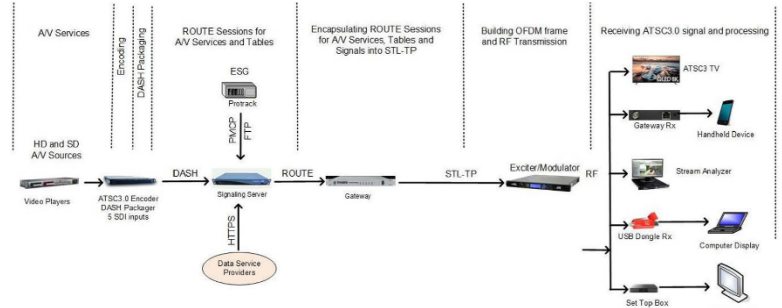 A/V Services
Encoding
DASH Packaging
ROUTE Sessions for
A/V Services and Tables
Encapsulating ROUTE Sessions
for A/V Services, Tables and
Signals into STL-TP
Building OFDM frame
and RF Transmission
Receiving ATSC3.0 signal and processing
ESG
Protrack
PMCP
FTP
HD and SD
A/V Sources
Video Players
ATSC3.0 Encoder
DASH Packager
5 SDI inputs
DASH
Signaling Server
ROUTE
Gateway
STL-TP
Exciter/Modulator
RF
HTTPS
Data Service
Providers
ATSC3 TV
Gateway Rx
Handheld Device
Stream Analyzer
USB Dongle Rx
Computer Display
Set Top Box